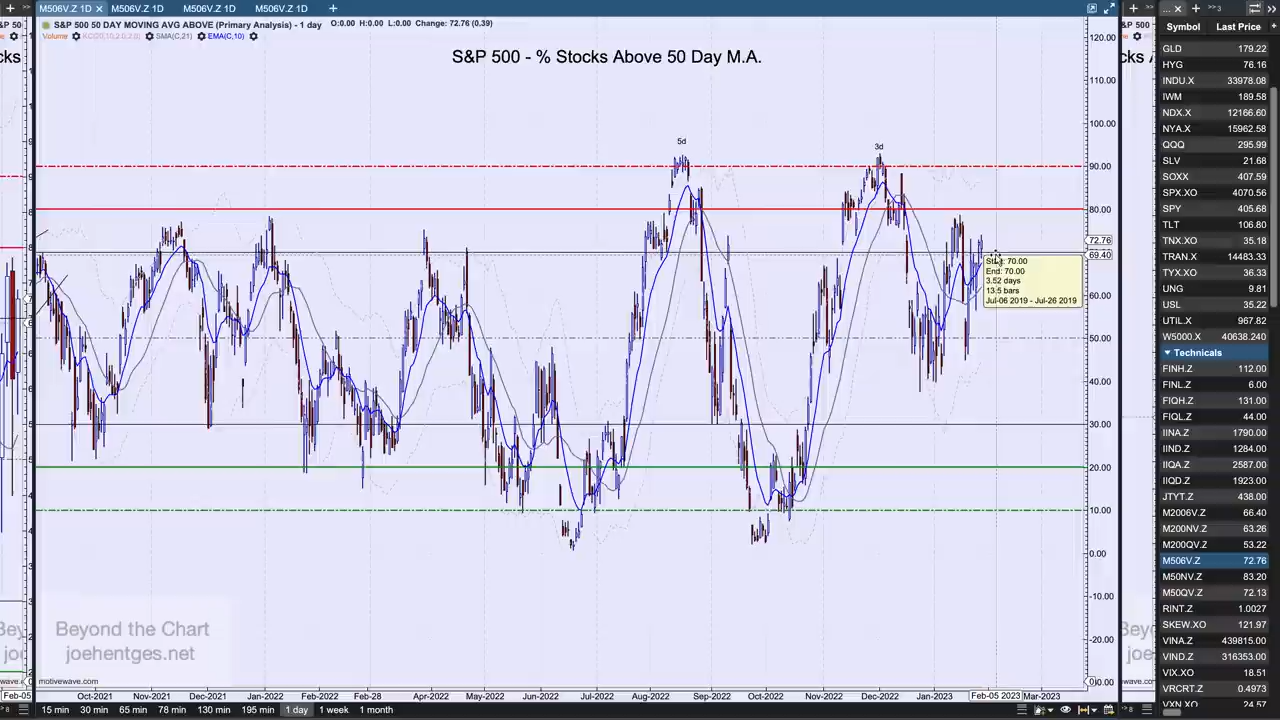 M506V.Z 1D
M506V.Z 1D
M506V.Z 1D
M506V.Z 1D
S&P 500 50 DAY MOVING AVG ABOVE (Primary Analysis) - 1 day O:0.00 H:0.00 L:0.00 Change: 72.76 (0.39)
Volume KC(20,10,2.0,2.0) SMA(C,21) EMA(C,10)
S&P 500 - % Stocks Above 50 Day M.A.
5d
3d
120.00
110.00
100.00
90.00
80.00
72.76
69.40
60.00
50.00
40.00
30.00
20.00
10.00
0.00
-10.00
-20.00
-30.00
Start: 70.00
End: 70.00
3.52 days
13.5 bars
Jul-06 2019 - Jul-26 2019
Beyond the Chart
joehentges.net
motivewave.com
Oct-2021 Nov-2021 Dec-2021 Jan-2022 Feb-2022 Feb-28 Apr-2022 May-2022 Jun-2022 Jul-2022 Aug-2022 Sep-2022 Oct-2022 Nov-2022 Dec-2022 Jan-2023 Feb-05 2023 Mar-2023
15 min 30 min 65 min 78 min 130 min 195 min 1 day 1 week 1 month
Symbol Last Price
GLD 179.22
HYG 76.16
INDU.X 33978.08
IWM 189.58
NDX.X 12166.60
NYA.X 15962.58
QQQ 295.99
SLV 21.68
SOXX 407.59
SPX.XO 4070.56
SPY 405.68
TLT 106.80
TNX.XO 35.18
TRAN.X 14483.33
TYX.XO 36.33
UNG 9.81
USL 35.22
UTIL.X 967.82
W5000.X 40638.240
Technicals
FINH.Z 112.00
FINL.Z 6.00
FIQH.Z 131.00
FIQL.Z 44.00
IINA.Z 1790.00
IIND.Z 1284.00
IIQA.Z 2587.00
IIQD.Z 1923.00
JTYT.Z 438.00
M2006V.Z 66.40
M200NV.Z 63.26
M200QV.Z 53.22
M506V.Z 72.76
M50NV.Z 83.20
M50QV.Z 72.13
RINT.Z 1.0027
SKEW.XO 121.97
VINA.Z 439815.00
VIND.Z 316353.00
VIX.XO 18.51
VRCRT.Z 0.4973
VXN.XO 24.57